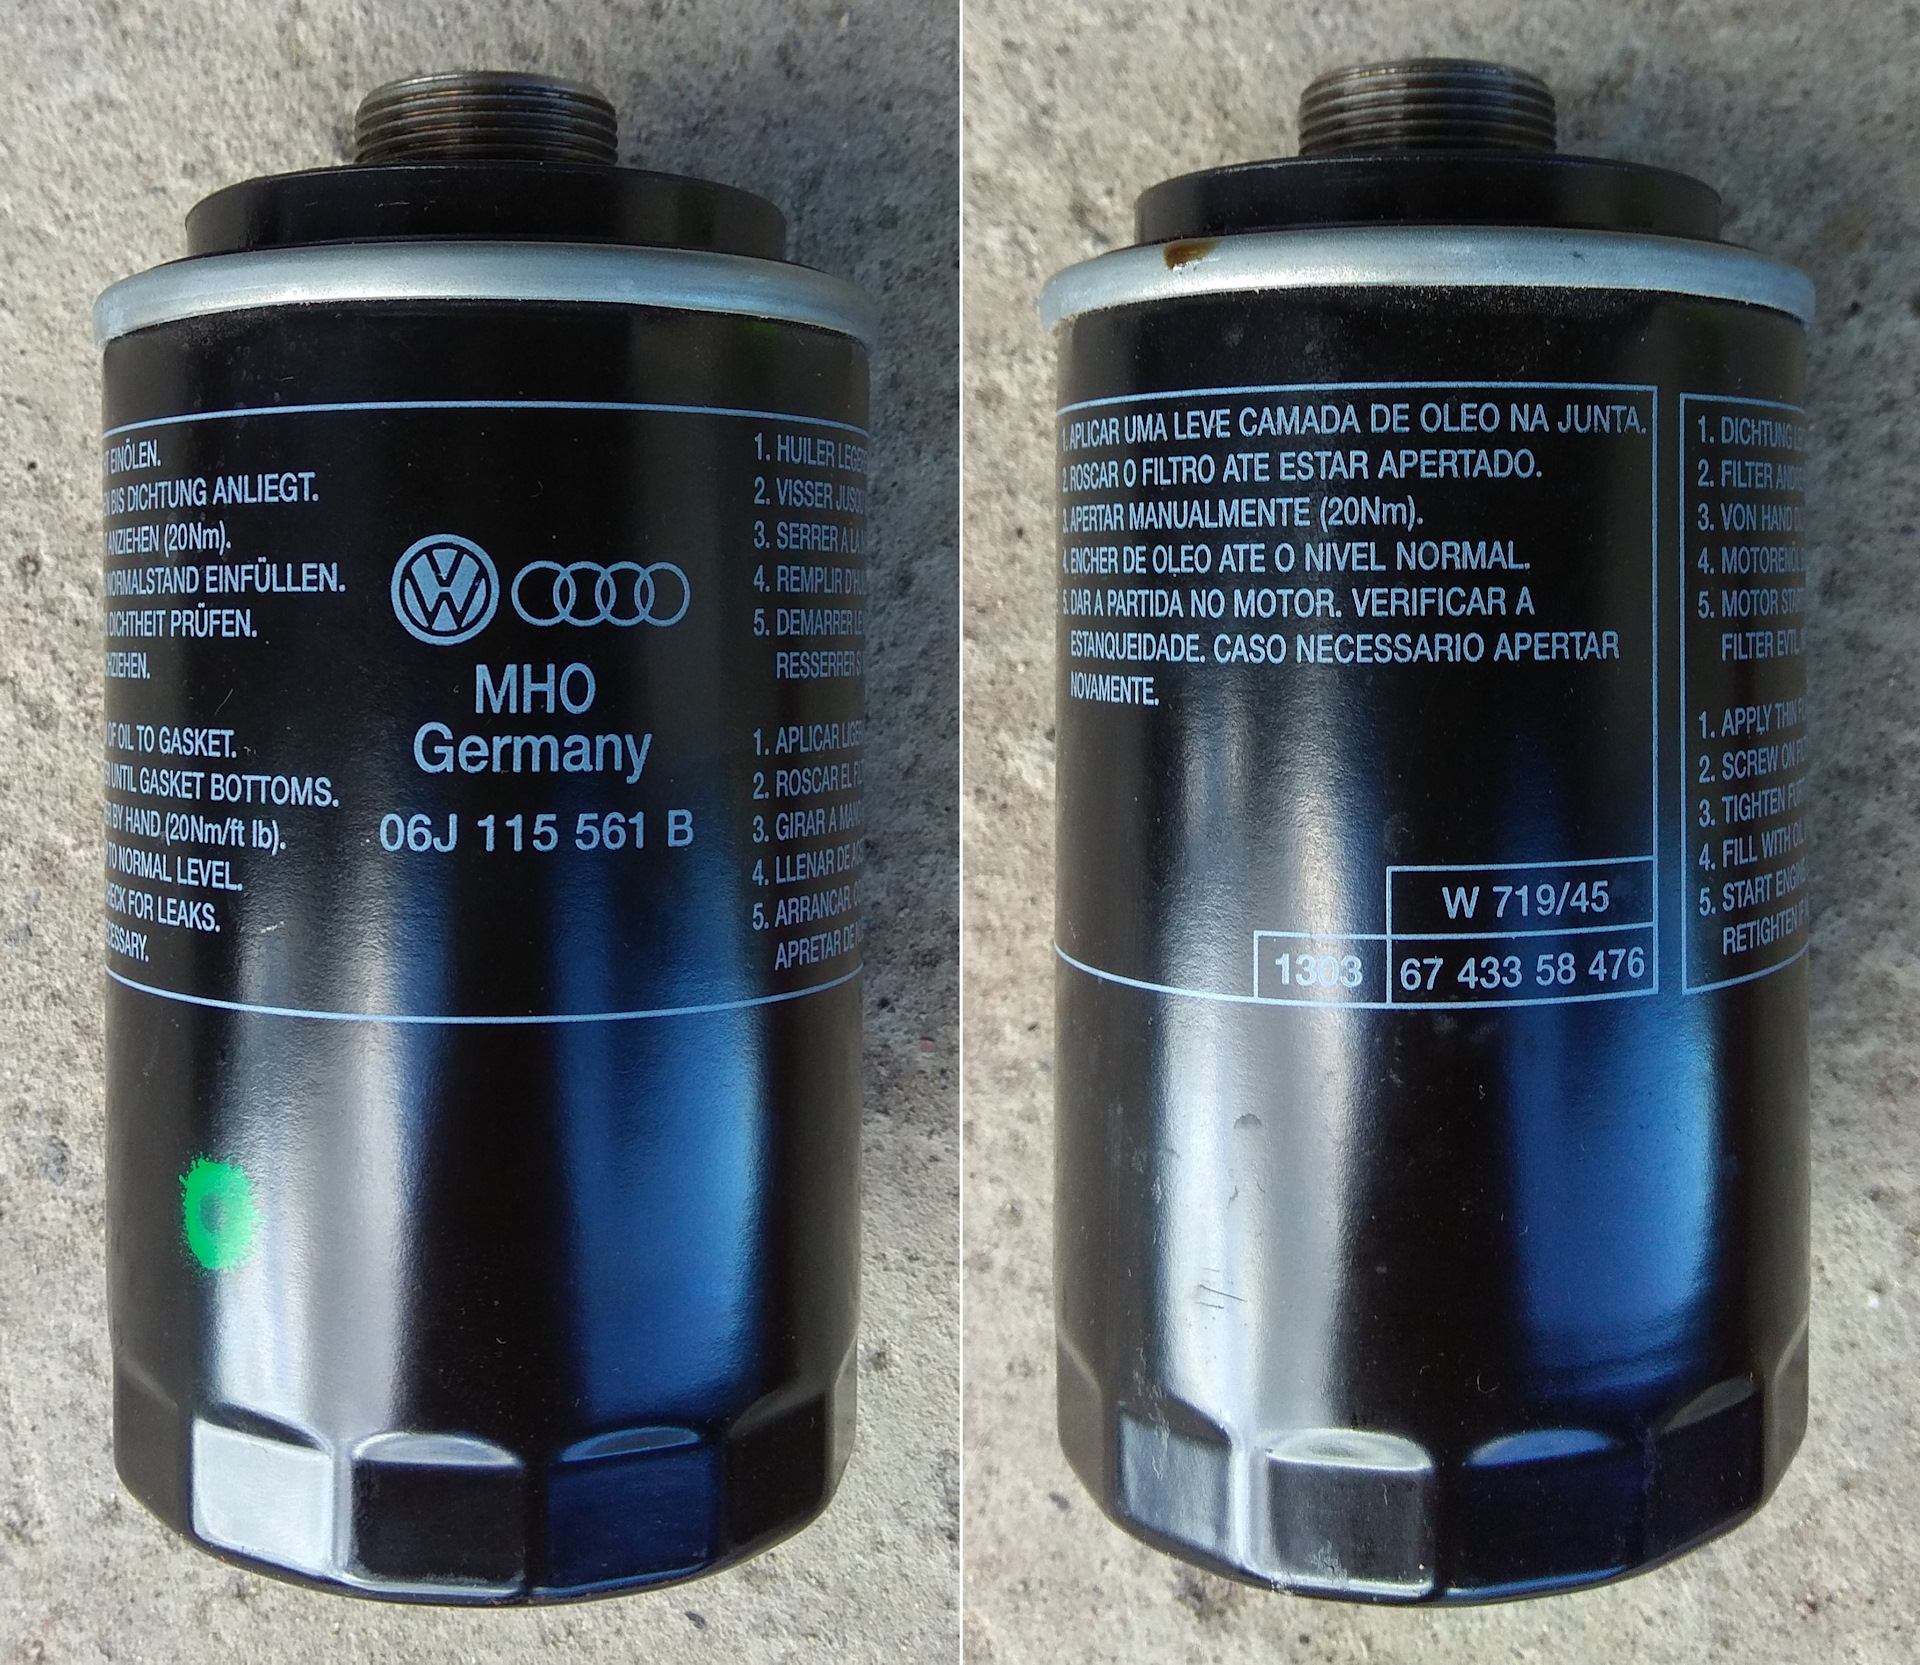 EINÖLEN.
BIS DICHTUNG ANLIEGT.
ANZIEHEN (20Nm).
NORMALSTAND EINFÜLLEN.
DICHTHEIT PRÜFEN.
OF OIL TO GASKET.
UNTIL GASKET BOTTOMS.
BY HAND (20Nm/ft lb).
TO NORMAL LEVEL.
CHECK FOR LEAKS.
MHO
Germany
06J 115 561 B
1. HUILER
2. VISSER
3. SERRER A LA
4. REMPLIR
5. DEMARRER
RESSERRER
1. APLICAR
2. ROSCAR EL
3. GIRAR A
4. LLENAR DE
5. ARRANCAR.
APRETAR DE
1. APLICAR UMA LEVE CAMADA DE OLEO NA JUNTA.
2. ROSCAR O FILTRO ATE ESTAR APERTADO.
3. APERTAR MANUALMENTE (20Nm).
4. ENCHER DE OLEO ATE O NIVEL NORMAL.
5. DAR A PARTIDA NO MOTOR. VERIFICAR A
ESTANQUEIDADE. CASO NECESSARIO APERTAR
NOVAMENTE.
W 719/45
1303 67 433 58 476
1. DICHTUNG
2. FILTER
3. VON HAND
4.
5. MOTOR
FILTER EVTL.
1. APPLY THIN
2. SCREW ON
3. TIGHTEN
4. FILL WITH OIL
5. START
RETIGHTEN IF